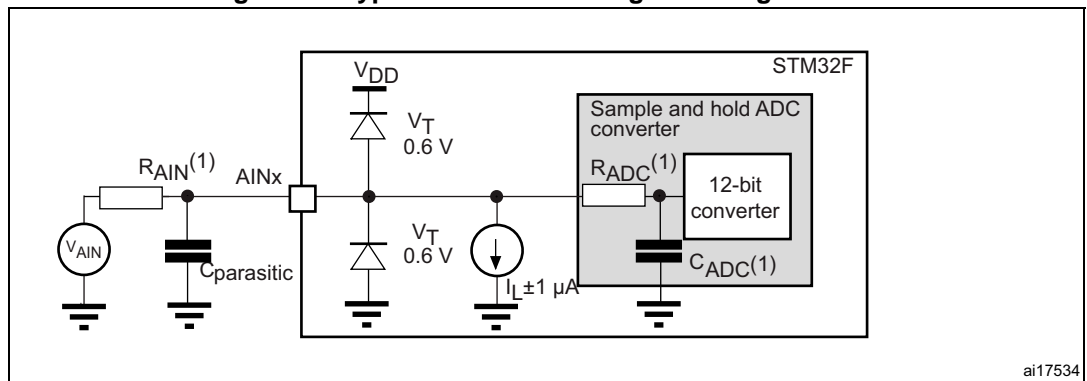 STM32F
VDD
Sample and hold ADC
converter
VT
0.6 V
RAIN(1)
AINx
RADC(1)
12-bit
converter
VAIN
VT
0.6 V
Cparasitic
IL±1 µA
CADC(1)
ai17534